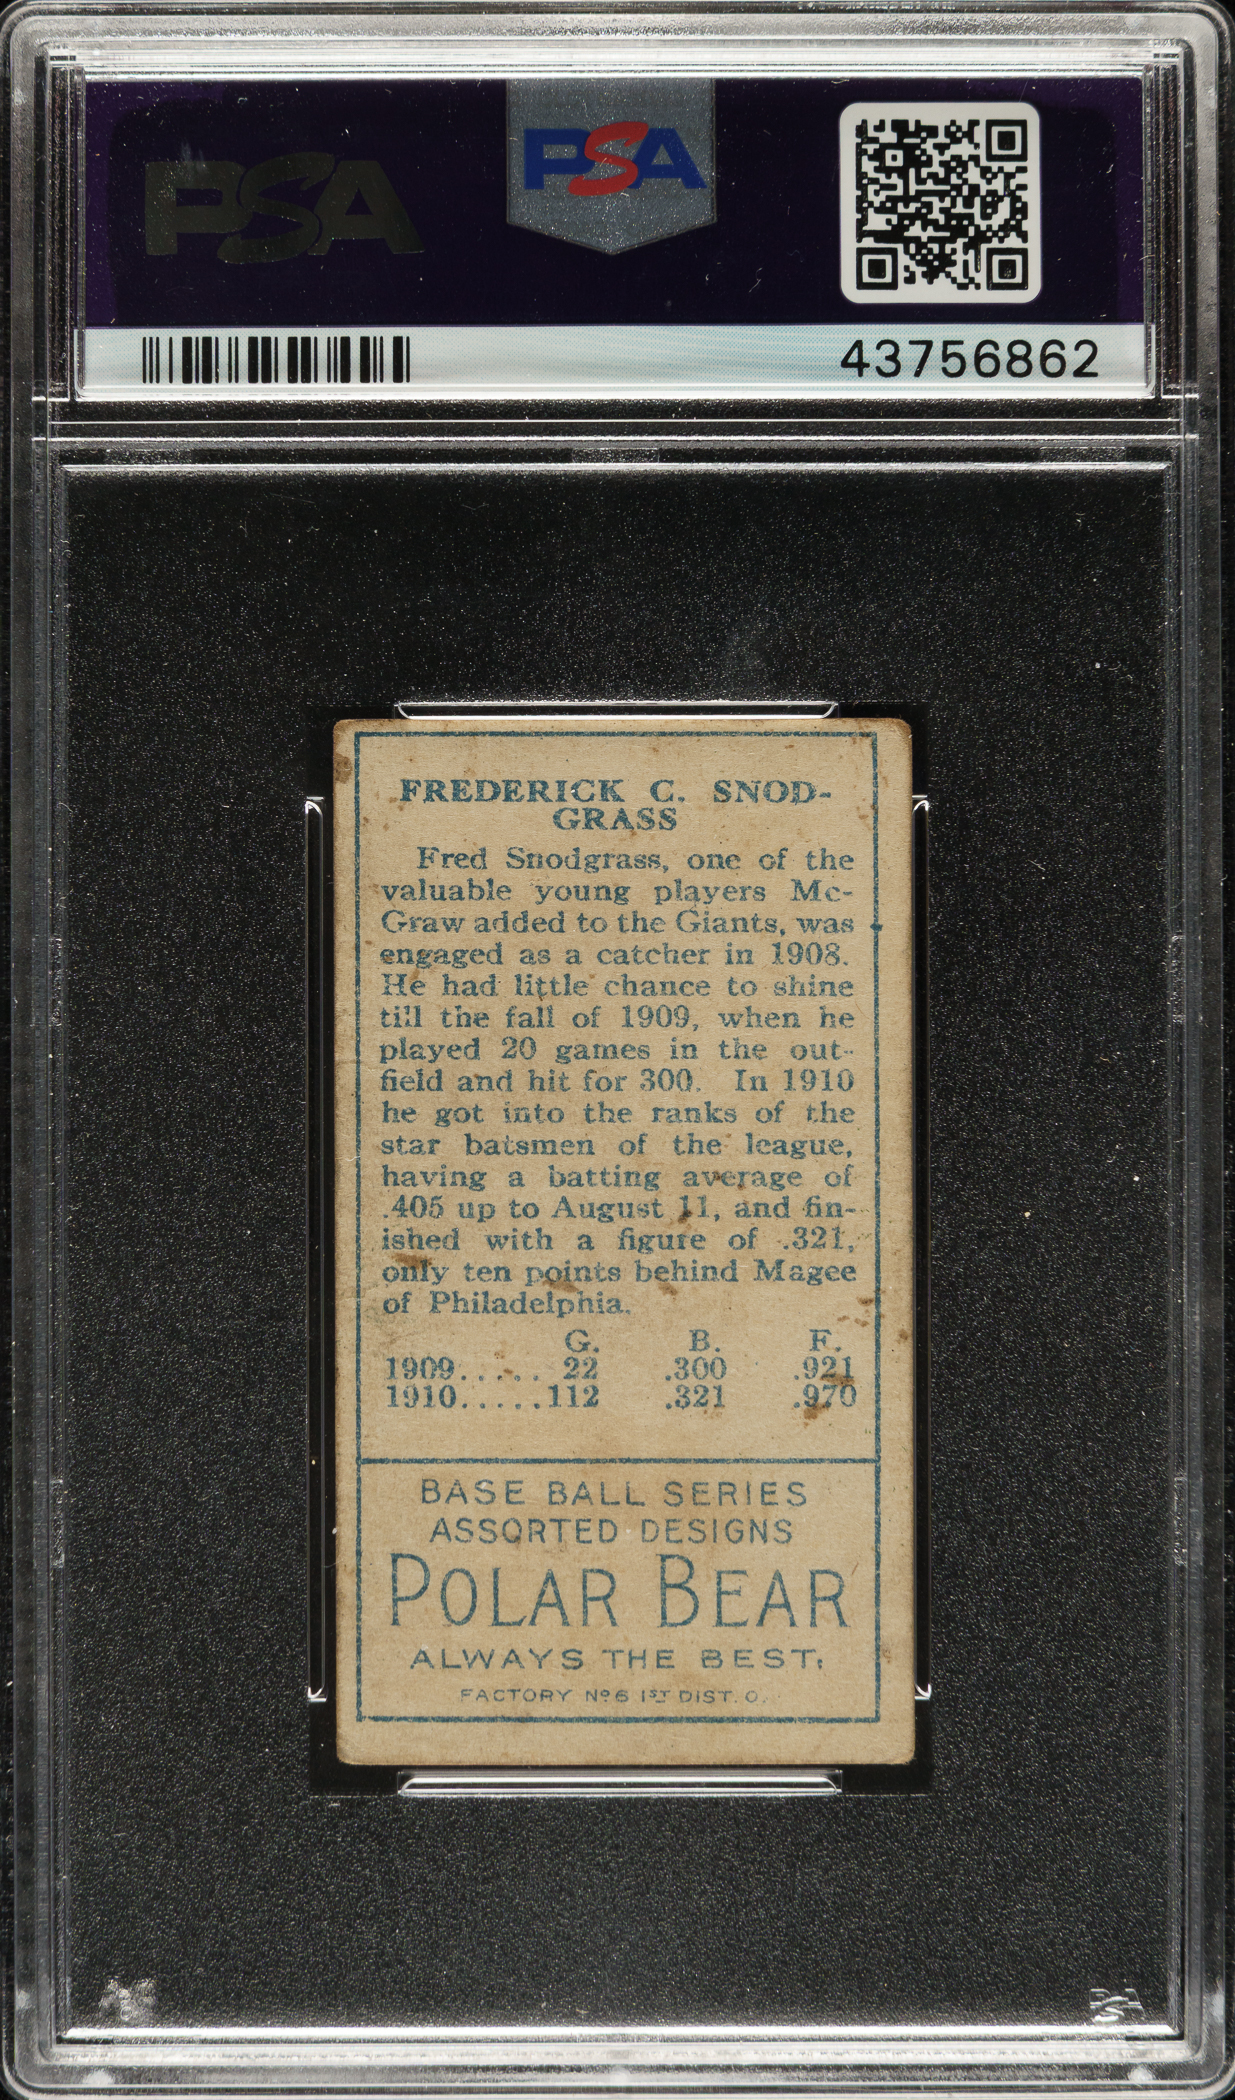 PSA
PSA
43756862
FREDERICK C. SNOD-
GRASS
Fred Snodgrass, one of the
valuable young players Mc-
Graw added to the Giants, was
engaged as a catcher in 1908.
He had little chance to shine
till the fall of 1909, when he
played 20 games in the out-
field and hit for 300. In 1910
he got into the ranks of the
star batsmen of the league,
having a batting average of
.405 up to August 11, and fin-
ished with a figure of .321,
only ten points behind Magee
of Philadelphia.
G. B. F.
1909..... 22 .300 .921
1910.....112 .321 .970
BASE BALL SERIES
ASSORTED DESIGNS
POLAR BEAR
ALWAYS THE BEST.
FACTORY Nº 6 1ST DIST. O.
PSA